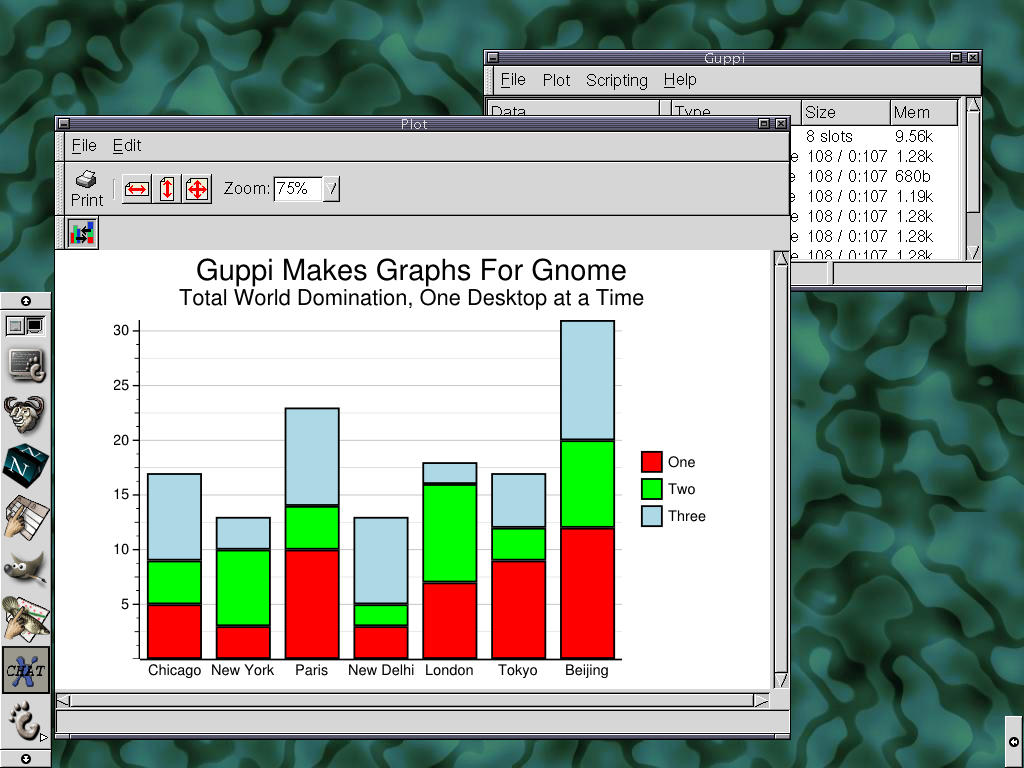 Guppi
File Plot Scripting Help
Data Type Size Mem
8 slots 9.56k
e 108 / 0:107 1.28k
e 108 / 0:107 680b
e 108 / 0:107 1.19k
e 108 / 0:107 1.28k
e 108 / 0:107 1.28k
e 108 / 0:107 1.28k
Plot
File Edit
Print Zoom: 75%
Guppi Makes Graphs For Gnome
Total World Domination, One Desktop at a Time
30
25
20
15
10
5
One
Two
Three
Chicago New York Paris New Delhi London Tokyo Beijing
N N
CHAT